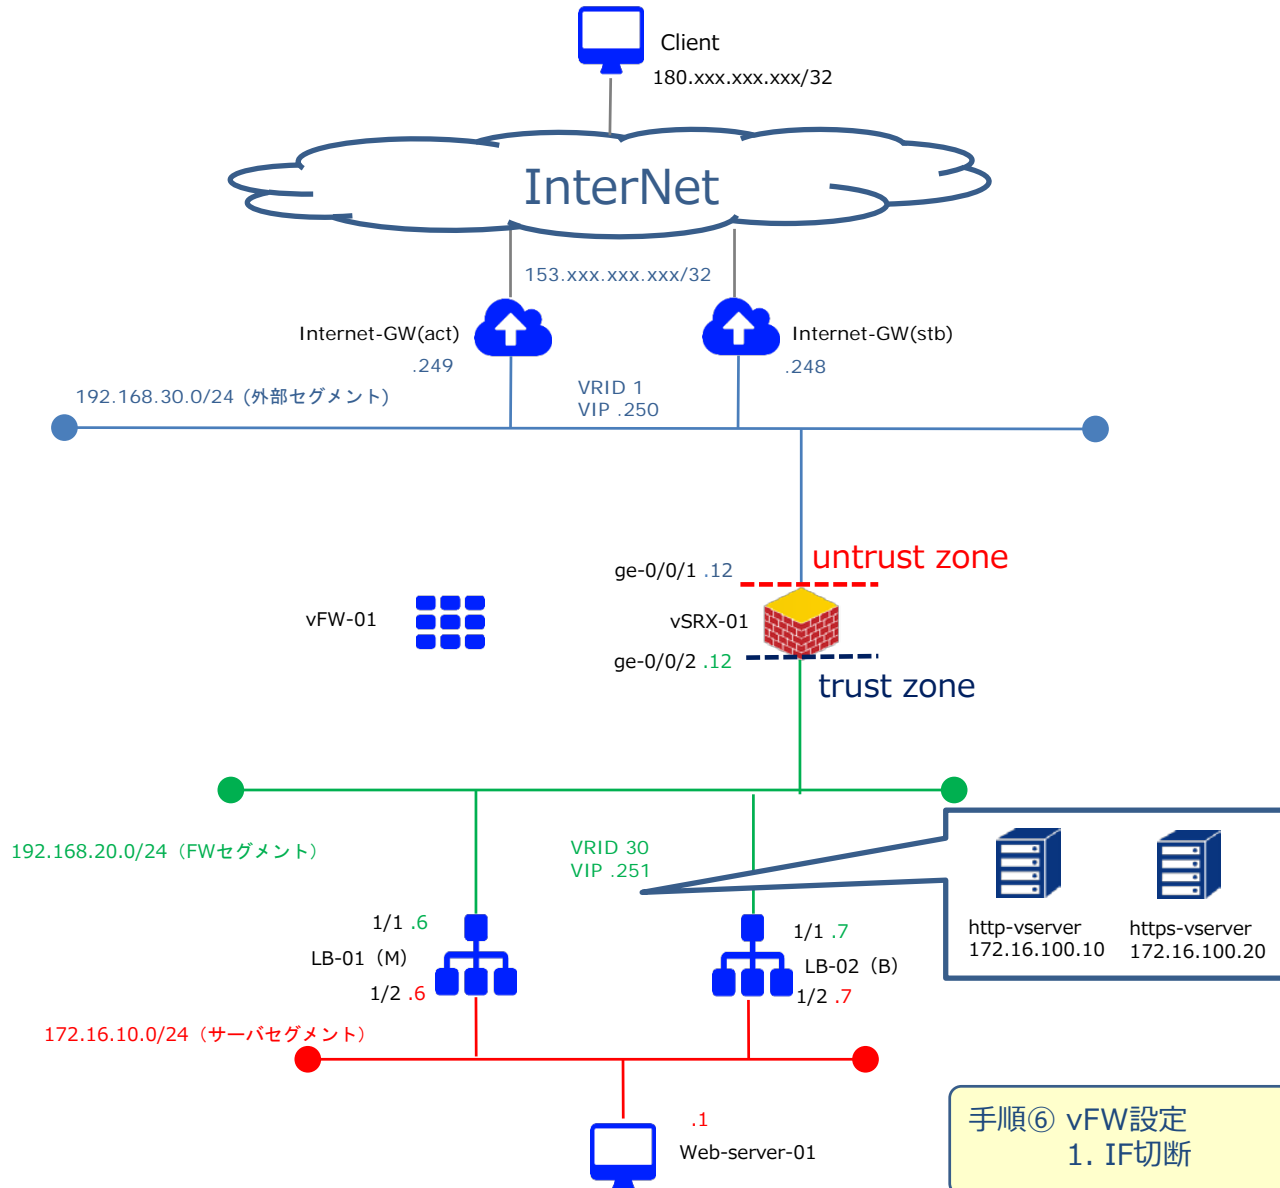 Client
180.xxx.xxx.xxx/32
InterNet
153.xxx.xxx.xxx/32
Internet-GW(act)
.249
Internet-GW(stb)
.248
192.168.30.0/24 (外部セグメント)
VRID 1
VIP .250
ge-0/0/1 .12
untrust zone
vFW-01
vSRX-01
ge-0/0/2 .12
trust zone
192.168.20.0/24（FWセグメント）
VRID 30
VIP .251
http-vserver
172.16.100.10
https-vserver
172.16.100.20
1/1 .6
LB-01（M）
1/2 .6
1/1 .7
LB-02（B）
1/2 .7
172.16.10.0/24（サーバセグメント）
.1
Web-server-01
手順⑥ vFW設定
1. IF切断